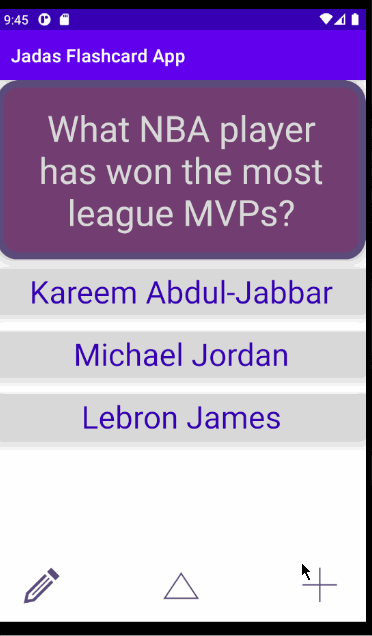 9:45
Jadas Flashcard App
What NBA player
has won the most
league MVPs?
Kareem Abdul-Jabbar
Michael Jordan
Lebron James